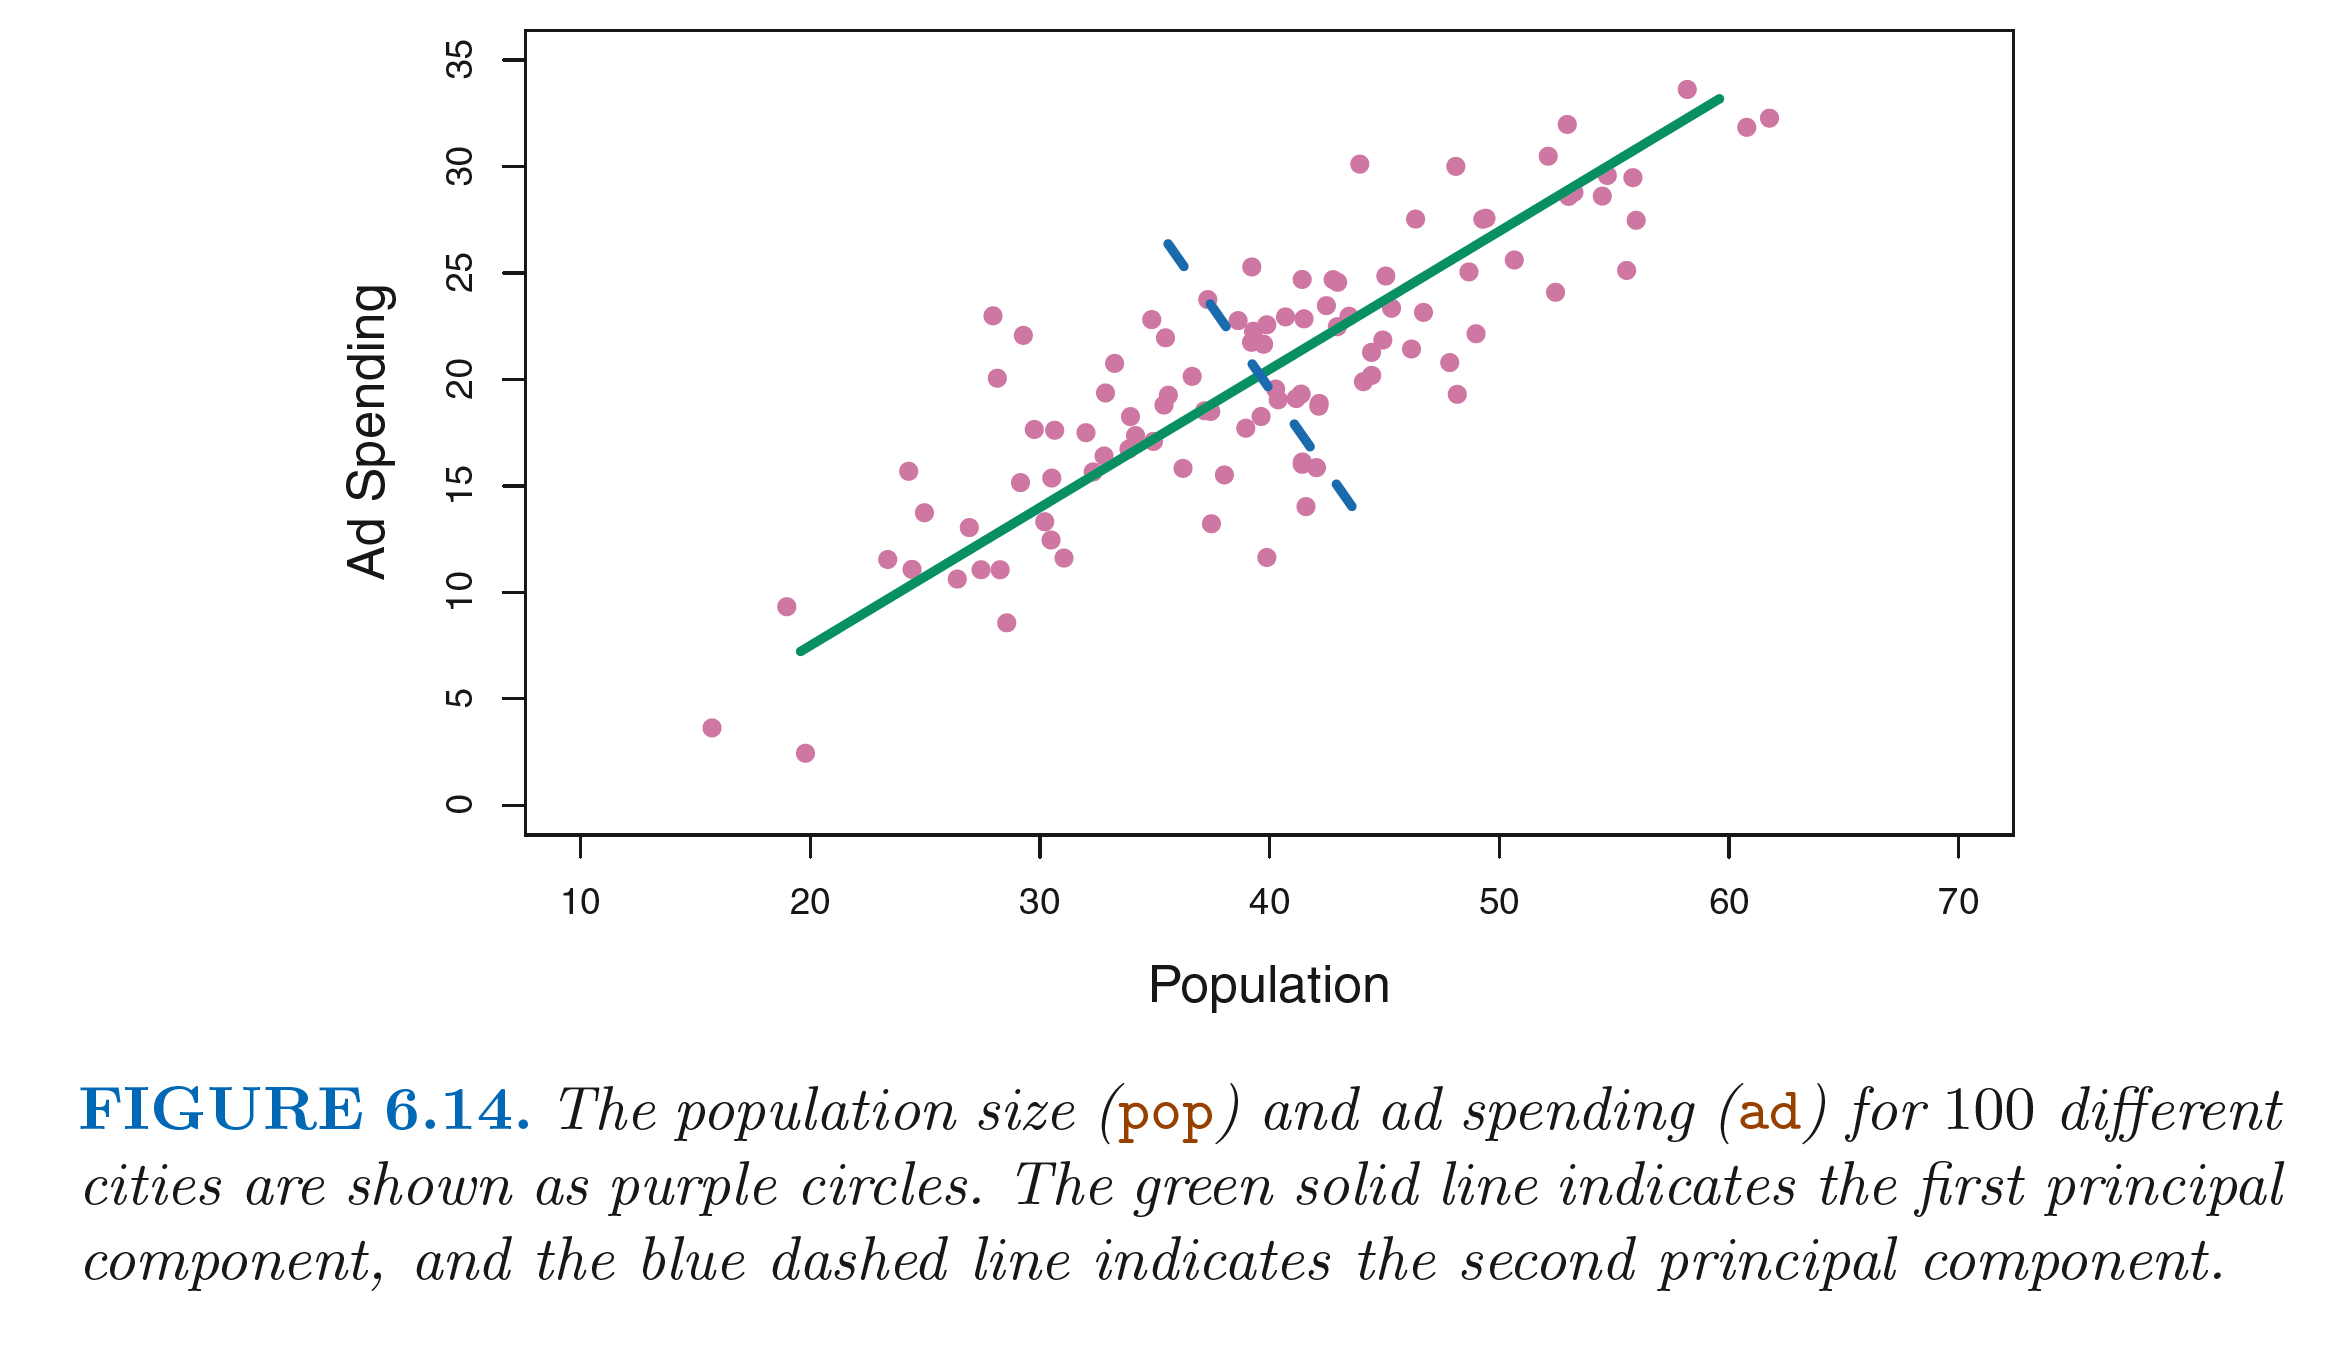 35
30
25
20
15
10
5
0
Ad Spending
10 20 30 40 50 60 70
Population
FIGURE 6.14. The population size (pop) and ad spending (ad) for 100 different
cities are shown as purple circles. The green solid line indicates the first principal
component, and the blue dashed line indicates the second principal component.